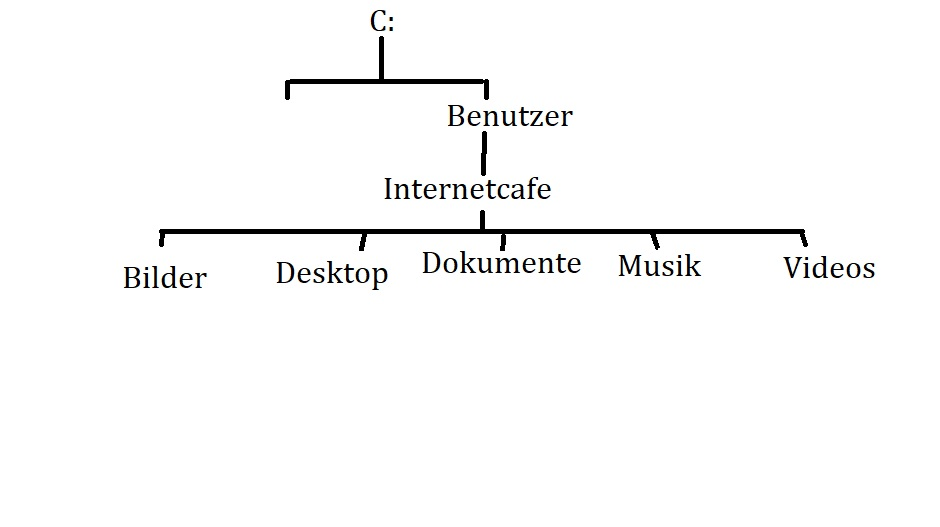 C:
Benutzer
Internetcafe
Bilder
Desktop
Dokumente
Musik
Videos